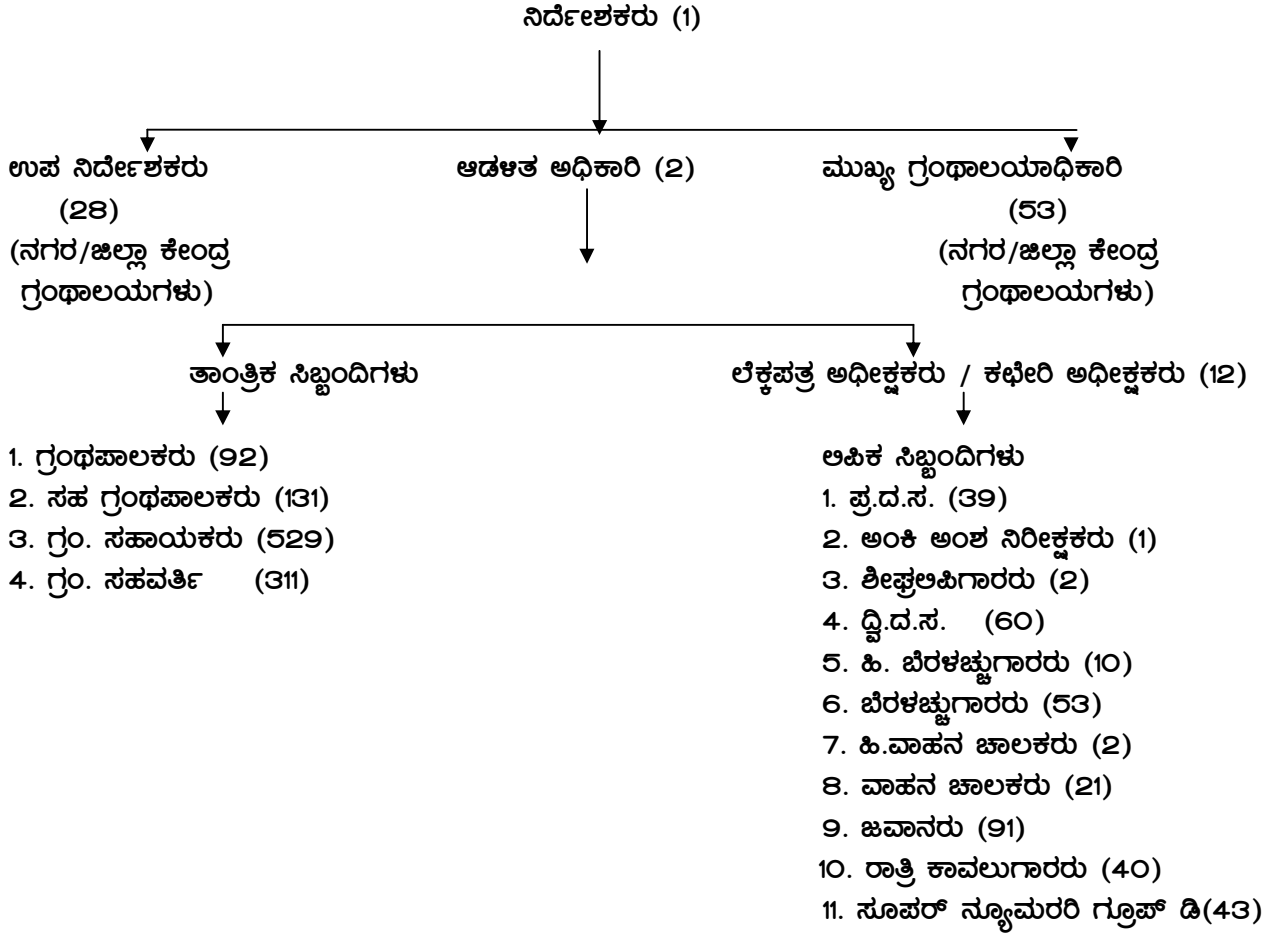 ನಿರ್ದೇಶಕರು (1)
ಉಪ ನಿರ್ದೇಶಕರು
(28)
(ನಗರ/ಜಿಲ್ಲಾ ಕೇಂದ್ರ
ಗ್ರಂಥಾಲಯಗಳು)
ಆಡಳಿತ ಅಧಿಕಾರಿ (2)
ಮುಖ್ಯ ಗ್ರಂಥಾಲಯಾಧಿಕಾರಿ
(53)
(ನಗರ/ಜಿಲ್ಲಾ ಕೇಂದ್ರ
ಗ್ರಂಥಾಲಯಗಳು)
ತಾಂತ್ರಿಕ ಸಿಬ್ಬಂದಿಗಳು
1. ಗ್ರಂಥಪಾಲಕರು (92)
2. ಸಹ ಗ್ರಂಥಪಾಲಕರು (131)
3. ಗ್ರಂ. ಸಹಾಯಕರು (529)
4. ಗ್ರಂ. ಸಹವರ್ತಿ (311)
ಲೆಕ್ಕಪತ್ರ ಅಧೀಕ್ಷಕರು / ಕಛೇರಿ ಅಧೀಕ್ಷಕರು (12)
ಲಿಪಿಕ ಸಿಬ್ಬಂದಿಗಳು
1. ಪ್ರ.ದ.ಸ. (39)
2. ಅಂಕಿ ಅಂಶ ನಿರೀಕ್ಷಕರು (1)
3. ಶೀಘ್ರಲಿಪಿಗಾರರು (2)
4. ದ್ವಿ.ದ.ಸ. (60)
5. ಹಿ. ಬೆರಳಚ್ಚುಗಾರರು (10)
6. ಬೆರಳಚ್ಚುಗಾರರು (53)
7. ಹಿ.ವಾಹನ ಚಾಲಕರು (2)
8. ವಾಹನ ಚಾಲಕರು (21)
9. ಜವಾನರು (91)
10. ರಾತ್ರಿ ಕಾವಲುಗಾರರು (40)
11. ಸೂಪರ್ ನ್ಯೂಮರರಿ ಗ್ರೂಪ್ ಡಿ(43)